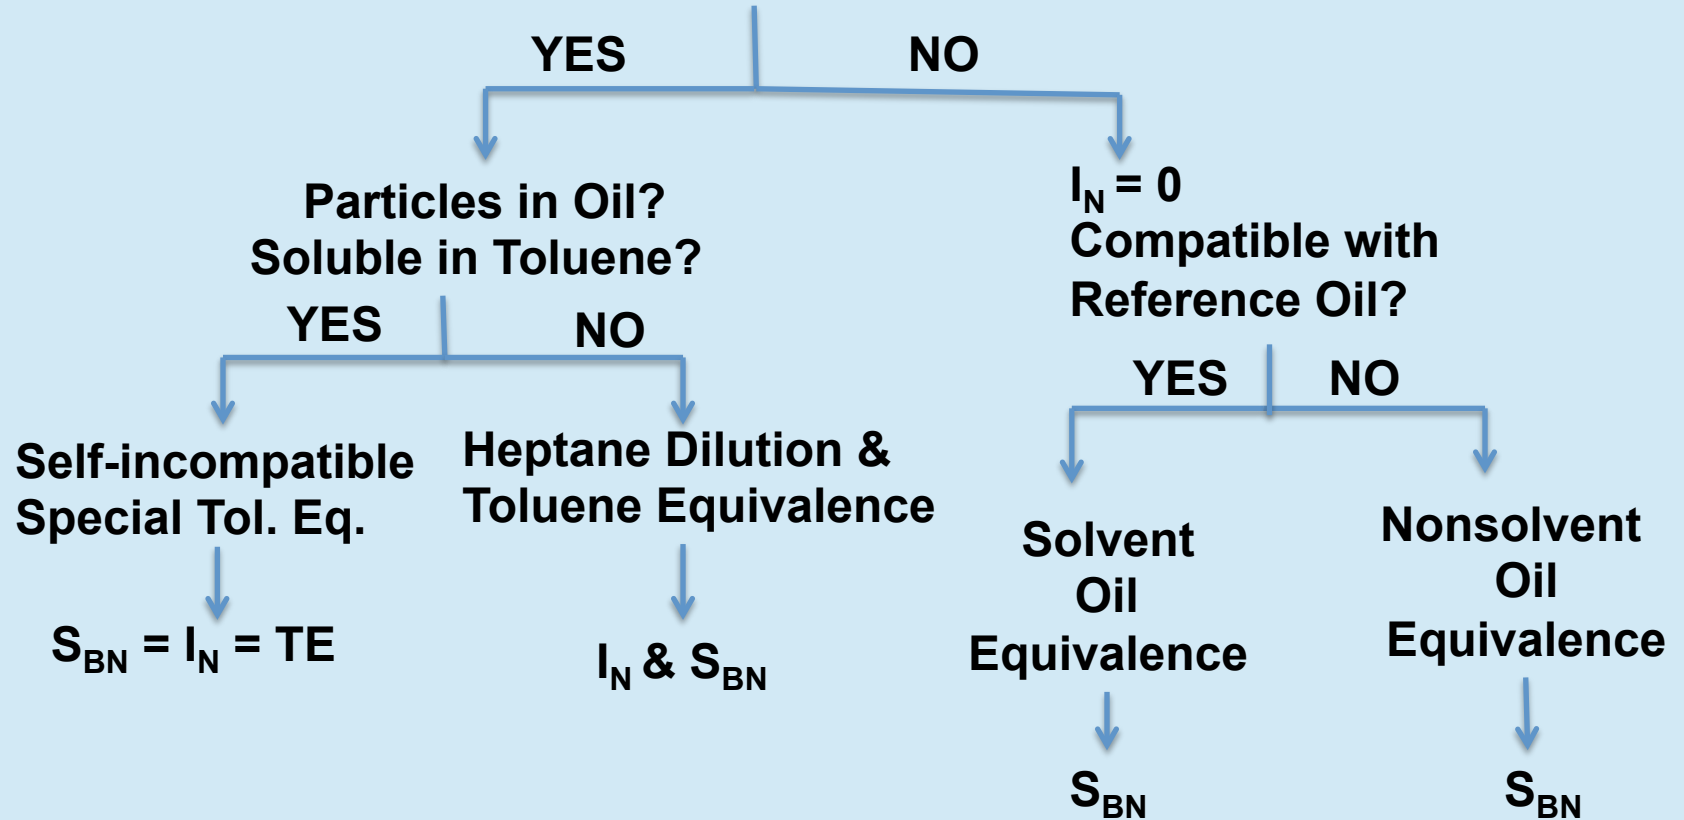 YES
NO
Particles in Oil?
Soluble in Toluene?
YES
NO
Self-incompatible
Special Tol. Eq.
S_BN = I_N = TE
Heptane Dilution &
Toluene Equivalence
I_N & S_BN
I_N = 0
Compatible with
Reference Oil?
YES
NO
Solvent
Oil
Equivalence
S_BN
Nonsolvent
Oil
Equivalence
S_BN